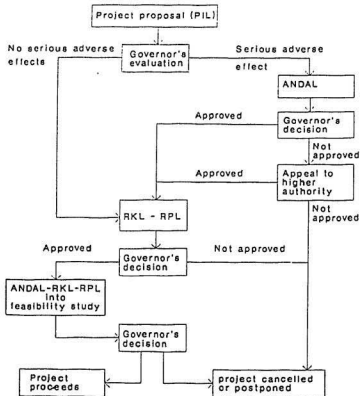 Project proposal (PIL)
No serious adverse
effects
Governor's
evaluation
Serious adverse
effect
ANDAL
Approved
Governor's
decision
Not
approved
Approved
Appeal to
higher
authority
Not
approved
RKL - RPL
Approved
Governor's
decision
Not approved
ANDAL-RKL-RPL
into
feasibility study
Governor's
decision
Project
proceeds
project cancelled
or postponed